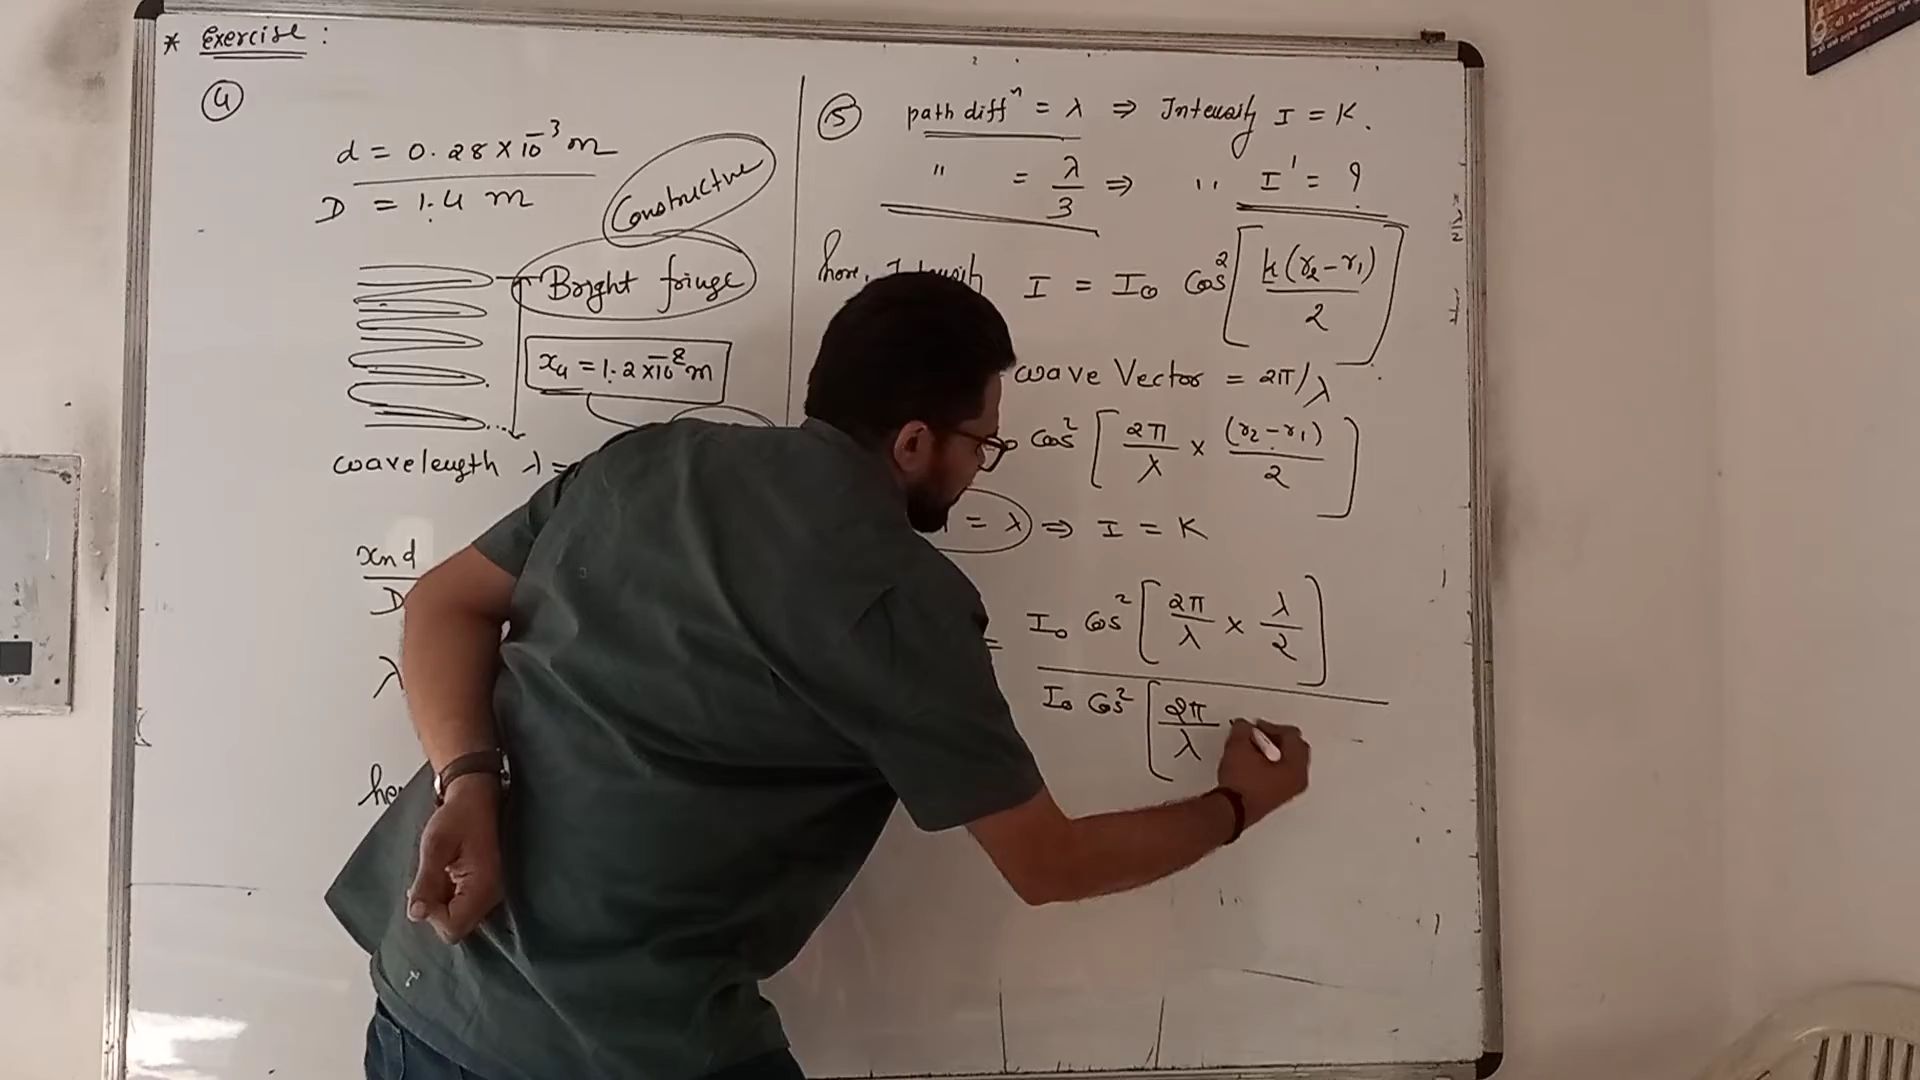 * Exercise :
④
d = 0.28 × 10⁻³ m
D = 1.4 m
Constructive
Bright fringe
x₄ = 1.2 × 10⁻² m
wavelength λ =
xn d
D
λ
⑤ path diffⁿ = λ ⇒ Intensity I = K.
" = λ/3 ⇒ " I' = ?
here, Intensity I = I₀ Cos² [k(r₂-r₁)/2]
wave Vector = 2π/λ
Cos² [2π/λ × (r₂-r₁)/2]
= λ ⇒ I = K
= I₀ Cos² [2π/λ × λ/2]
I₀ Cos² [2π/λ